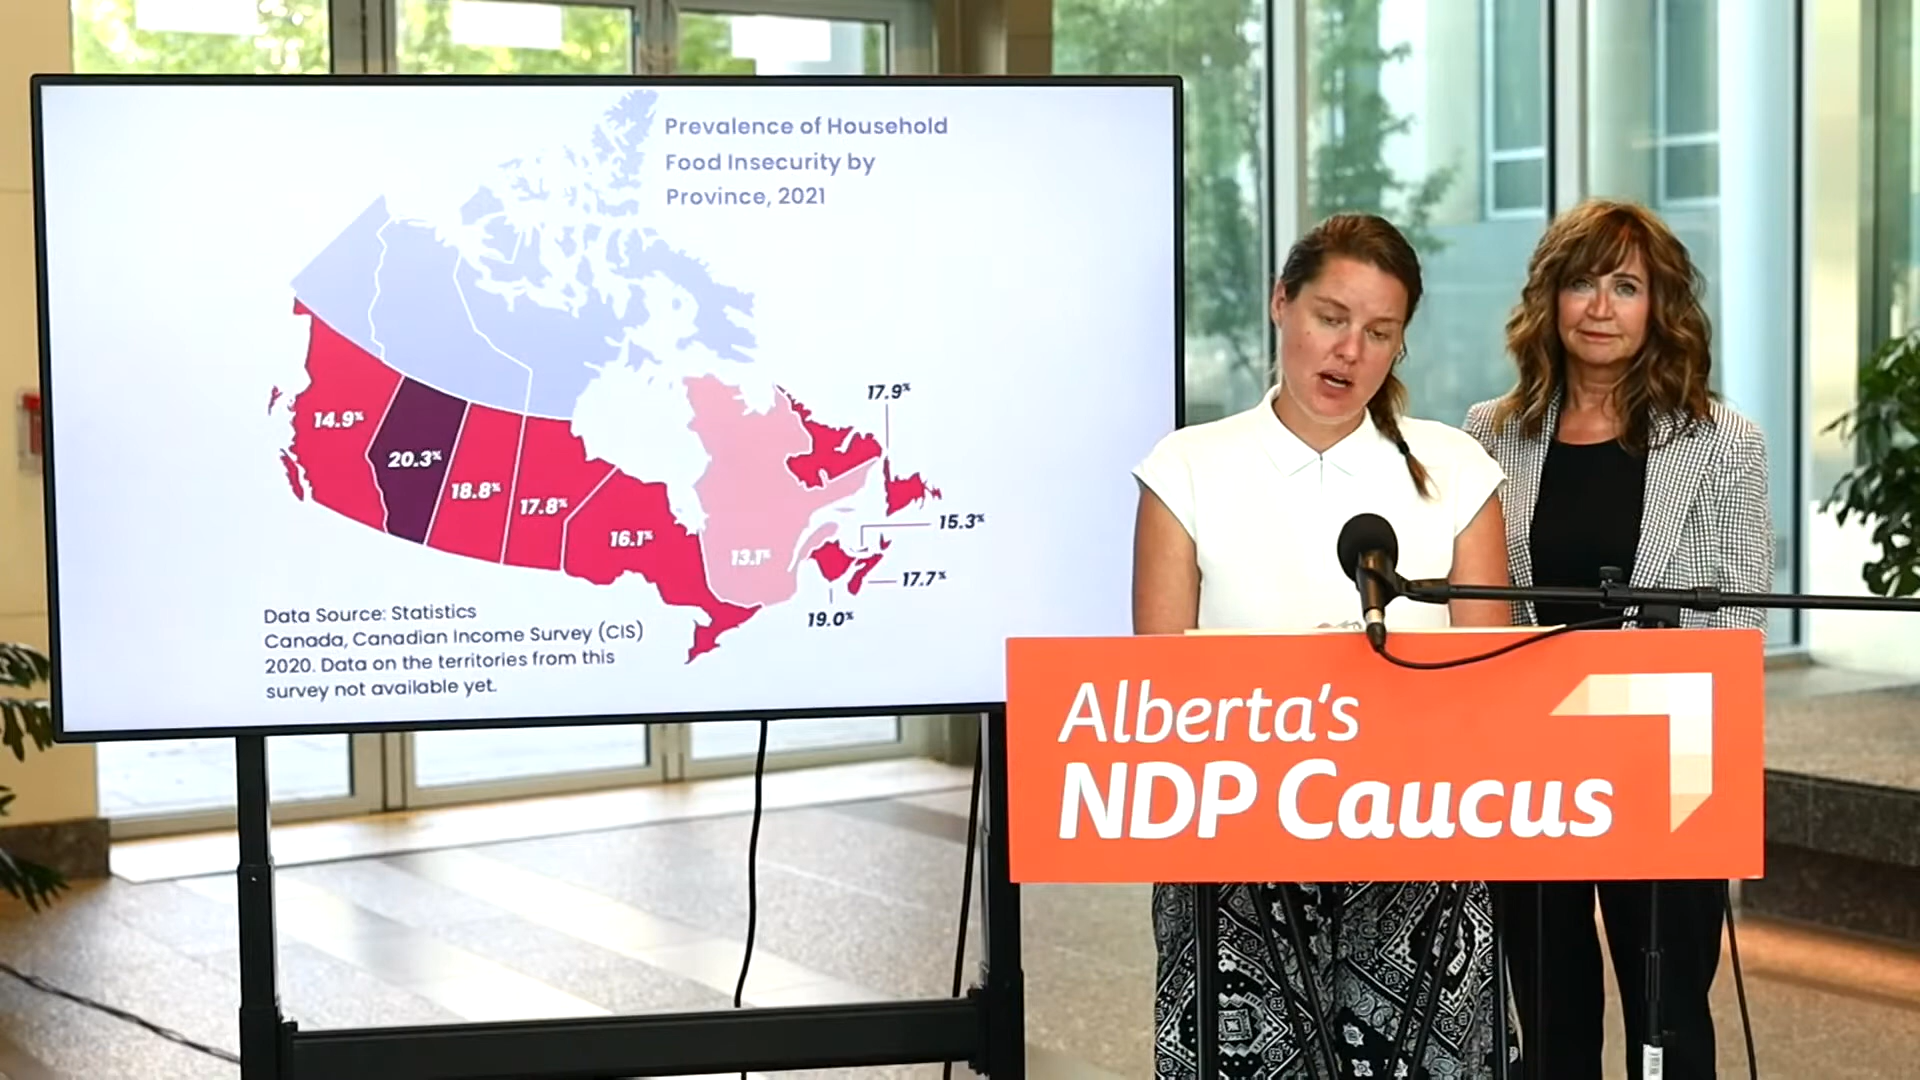 Prevalence of Household
Food Insecurity by
Province, 2021
14.9%
20.3%
18.8%
17.8%
16.1%
13.1%
17.9%
15.3%
17.7%
19.0%
Data Source: Statistics
Canada, Canadian Income Survey (CIS)
2020. Data on the territories from this
survey not available yet.
Alberta's
NDP Caucus